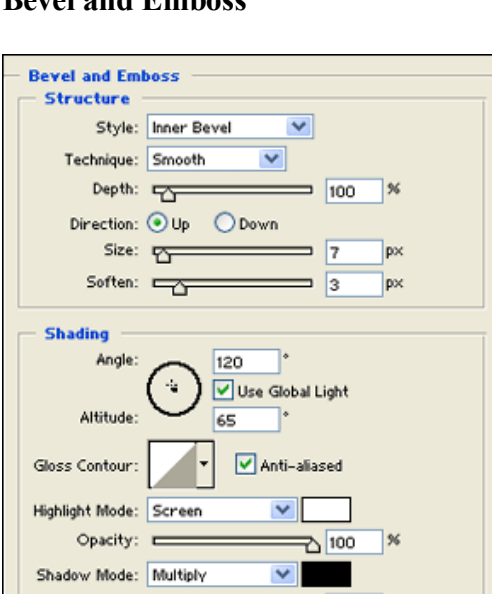 Bevel and Emboss
Bevel and Emboss
Structure
Style: Inner Bevel
Technique: Smooth
Depth: 100 %
Direction: Up Down
Size: 7 px
Soften: 3 px
Shading
Angle: 120 °
Use Global Light
Altitude: 65 °
Gloss Contour: Anti-aliased
Highlight Mode: Screen
Opacity: 100 %
Shadow Mode: Multiply